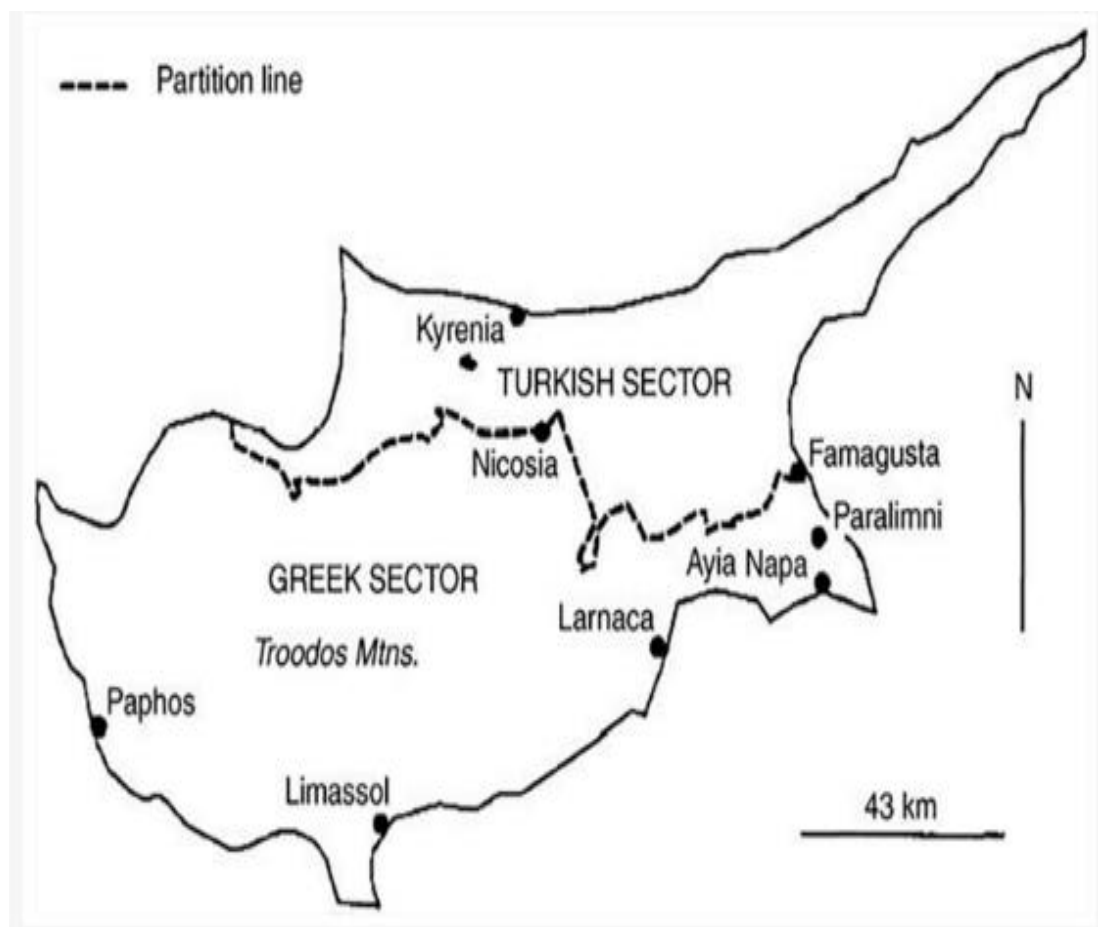 Partition line
Kyrenia
TURKISH SECTOR
N
Nicosia
Famagusta
Paralimni
Ayia Napa
GREEK SECTOR
Larnaca
Troodos Mtns.
Paphos
Limassol
43 km